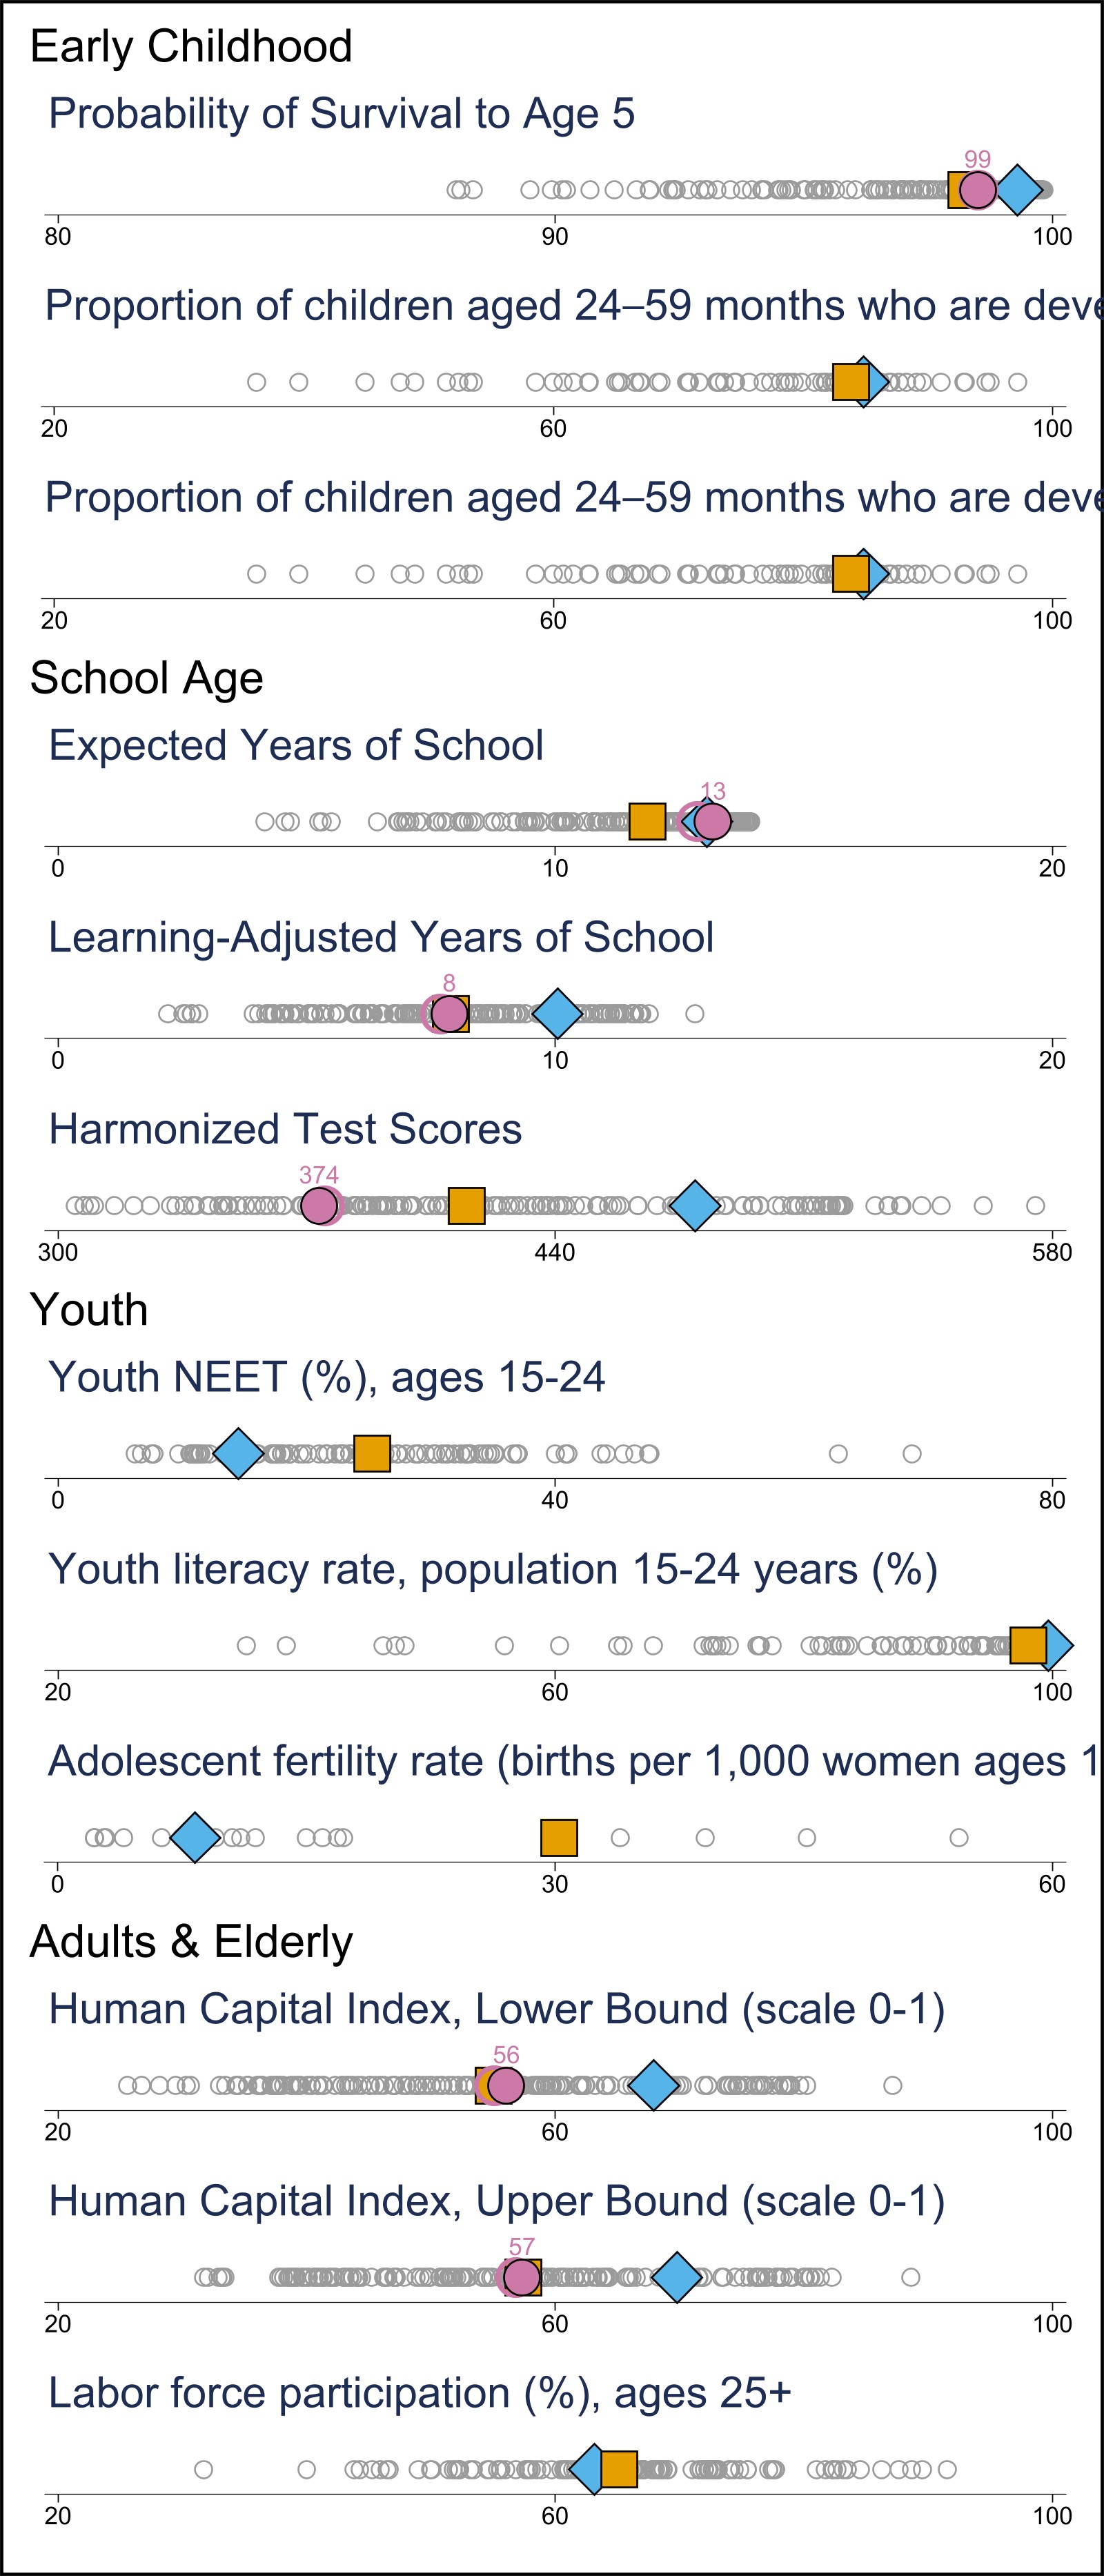 Early Childhood
Probability of Survival to Age 5
99
80 90 100
Proportion of children aged 24–59 months who are deve
20 60 100
Proportion of children aged 24–59 months who are deve
20 60 100
School Age
Expected Years of School
13
0 10 20
Learning-Adjusted Years of School
8
0 10 20
Harmonized Test Scores
374
300 440 580
Youth
Youth NEET (%), ages 15-24
0 40 80
Youth literacy rate, population 15-24 years (%)
20 60 100
Adolescent fertility rate (births per 1,000 women ages 1
0 30 60
Adults & Elderly
Human Capital Index, Lower Bound (scale 0-1)
56
20 60 100
Human Capital Index, Upper Bound (scale 0-1)
57
20 60 100
Labor force participation (%), ages 25+
20 60 100